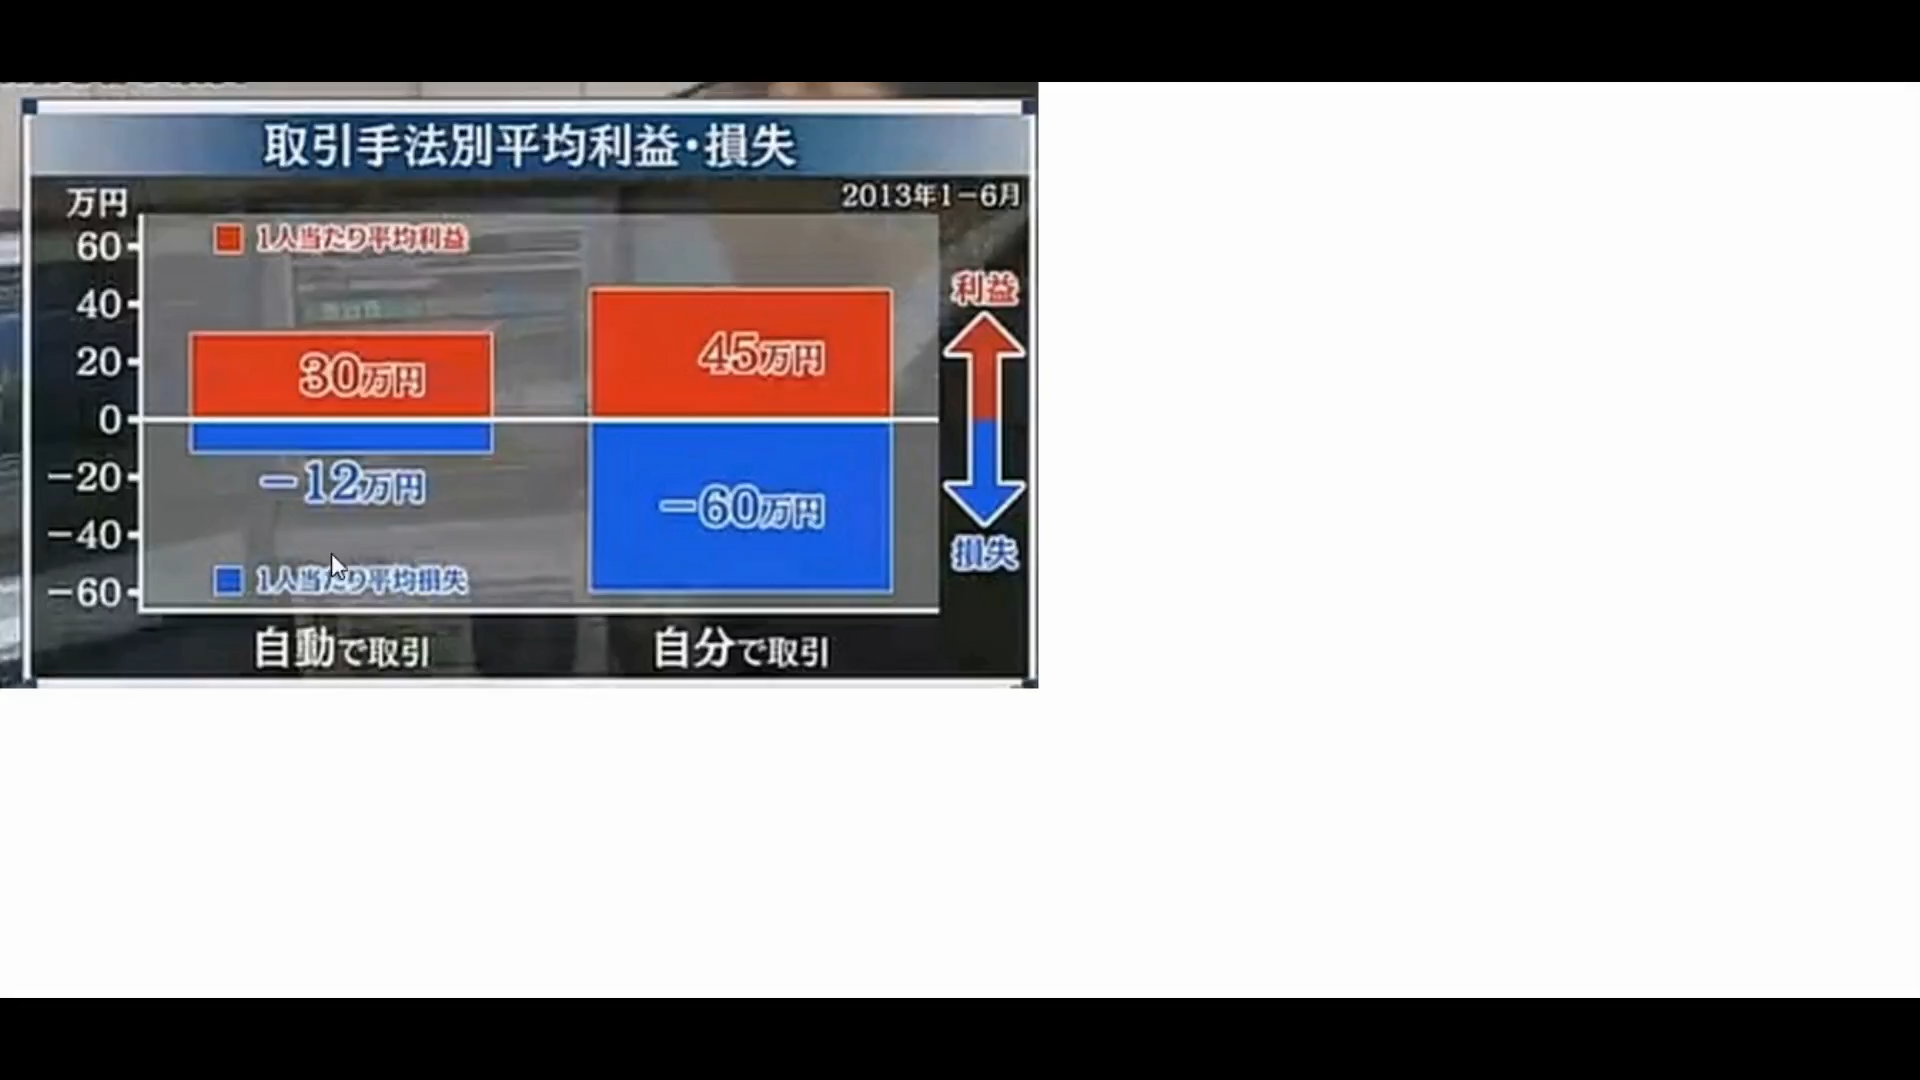 取引手法別平均利益・損失
2013年1－6月
万円
60
40
20
0
－20
－40
－60
1人当たり平均利益
30万円
45万円
－12万円
－60万円
1人当たり平均損失
利益
損失
自動で取引
自分で取引